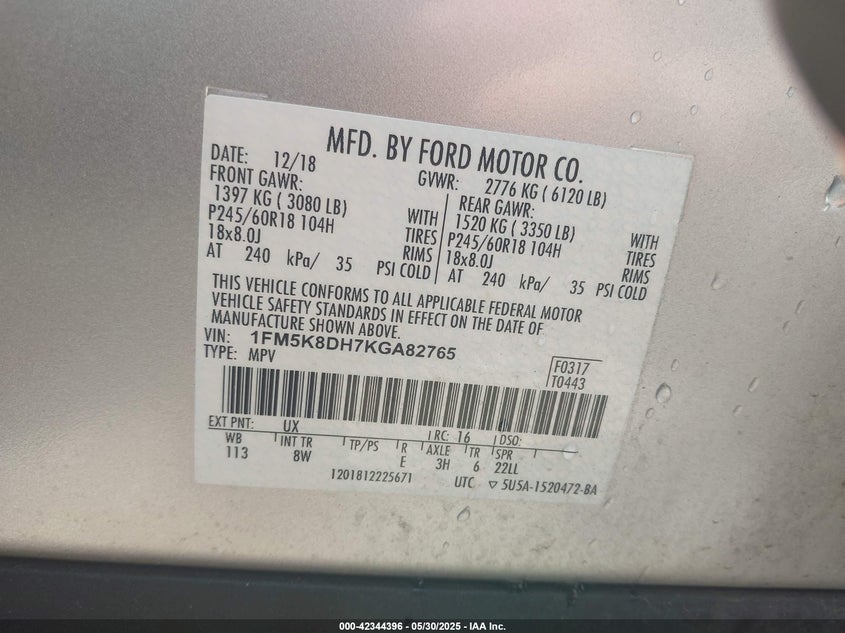 MFD. BY FORD MOTOR CO.
DATE: 12/18 GVWR: 2776 KG ( 6120 LB)
FRONT GAWR: REAR GAWR:
1397 KG ( 3080 LB) WITH 1520 KG ( 3350 LB) WITH
P245/60R18 104H TIRES P245/60R18 104H TIRES
18x8.0J RIMS 18x8.0J RIMS
AT 240 kPa/ 35 PSI COLD AT 240 kPa/ 35 PSI COLD
THIS VEHICLE CONFORMS TO ALL APPLICABLE FEDERAL MOTOR
VEHICLE SAFETY STANDARDS IN EFFECT ON THE DATE OF
MANUFACTURE SHOWN ABOVE.
VIN: 1FM5K8DH7KGA82765
TYPE: MPV F0317
T0443
EXT PNT: UX RC: 16 DSO:
WB INT TR TP/PS R AXLE TR SPR
113 8W E 3H 6 22LL
1201812225671 UTC ▽ 5U5A-1520472-BA
000-42344396 - 05/30/2025 - IAA Inc.